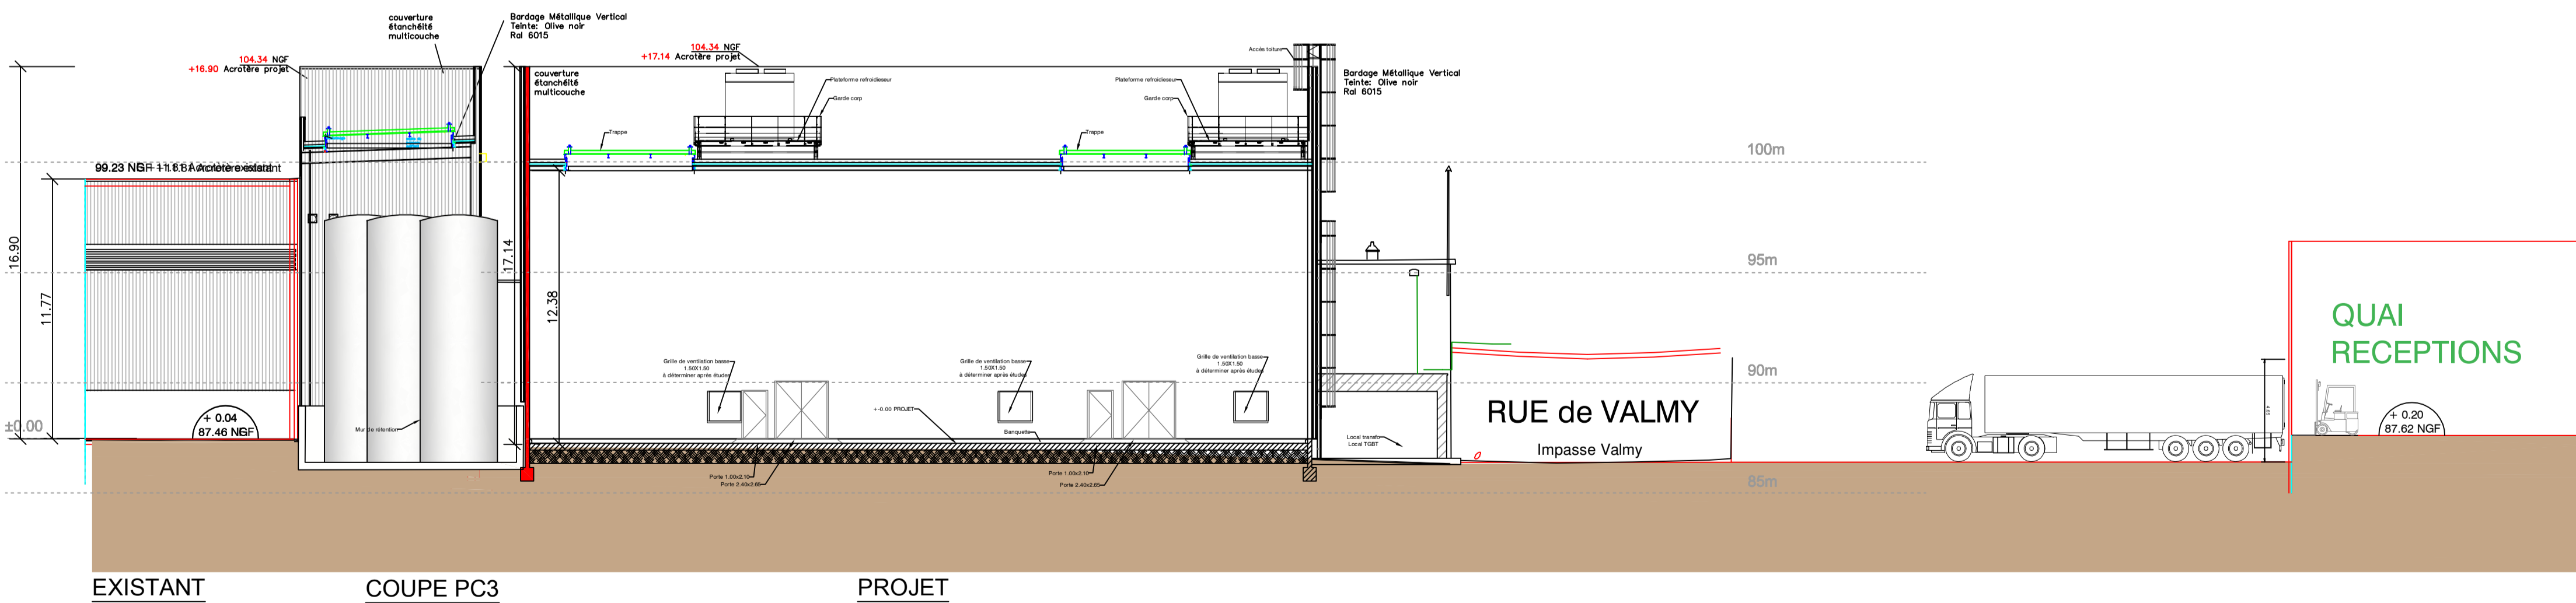 couverture
étanchéité
multicouche
Bardage Métallique Vertical
Teinte: Olive noir
Ral 6015
104.34 NGF
+16.90 Acrotère projet
104.34 NGF
+17.14 Acrotère projet
couverture
étanchéité
multicouche
Plateforme refroidisseur
Garde corp
Trappe
Plateforme refroidisseur
Garde corp
Trappe
Accès toiture
Bardage Métallique Vertical
Teinte: Olive noir
Ral 6015
100m
95m
90m
85m
±0.00
99.23 NGF
16.90
11.77
17.14
12.38
+ 0.04
87.46 NGF
Mur de rétention
Grille de ventilation basse
1.50X1.50
à déterminer après études
Grille de ventilation basse
1.50X1.50
à déterminer après études
Grille de ventilation basse
1.50X1.50
à déterminer après études
+-0.00 PROJET
Banquette
Porte 1.00x2.10
Porte 2.40x2.65
Porte 1.00x2.10
Porte 2.40x2.65
Local transfo
Local TGBT
0
RUE de VALMY
Impasse Valmy
QUAI
RECEPTIONS
+ 0.20
87.62 NGF
EXISTANT
COUPE PC3
PROJET